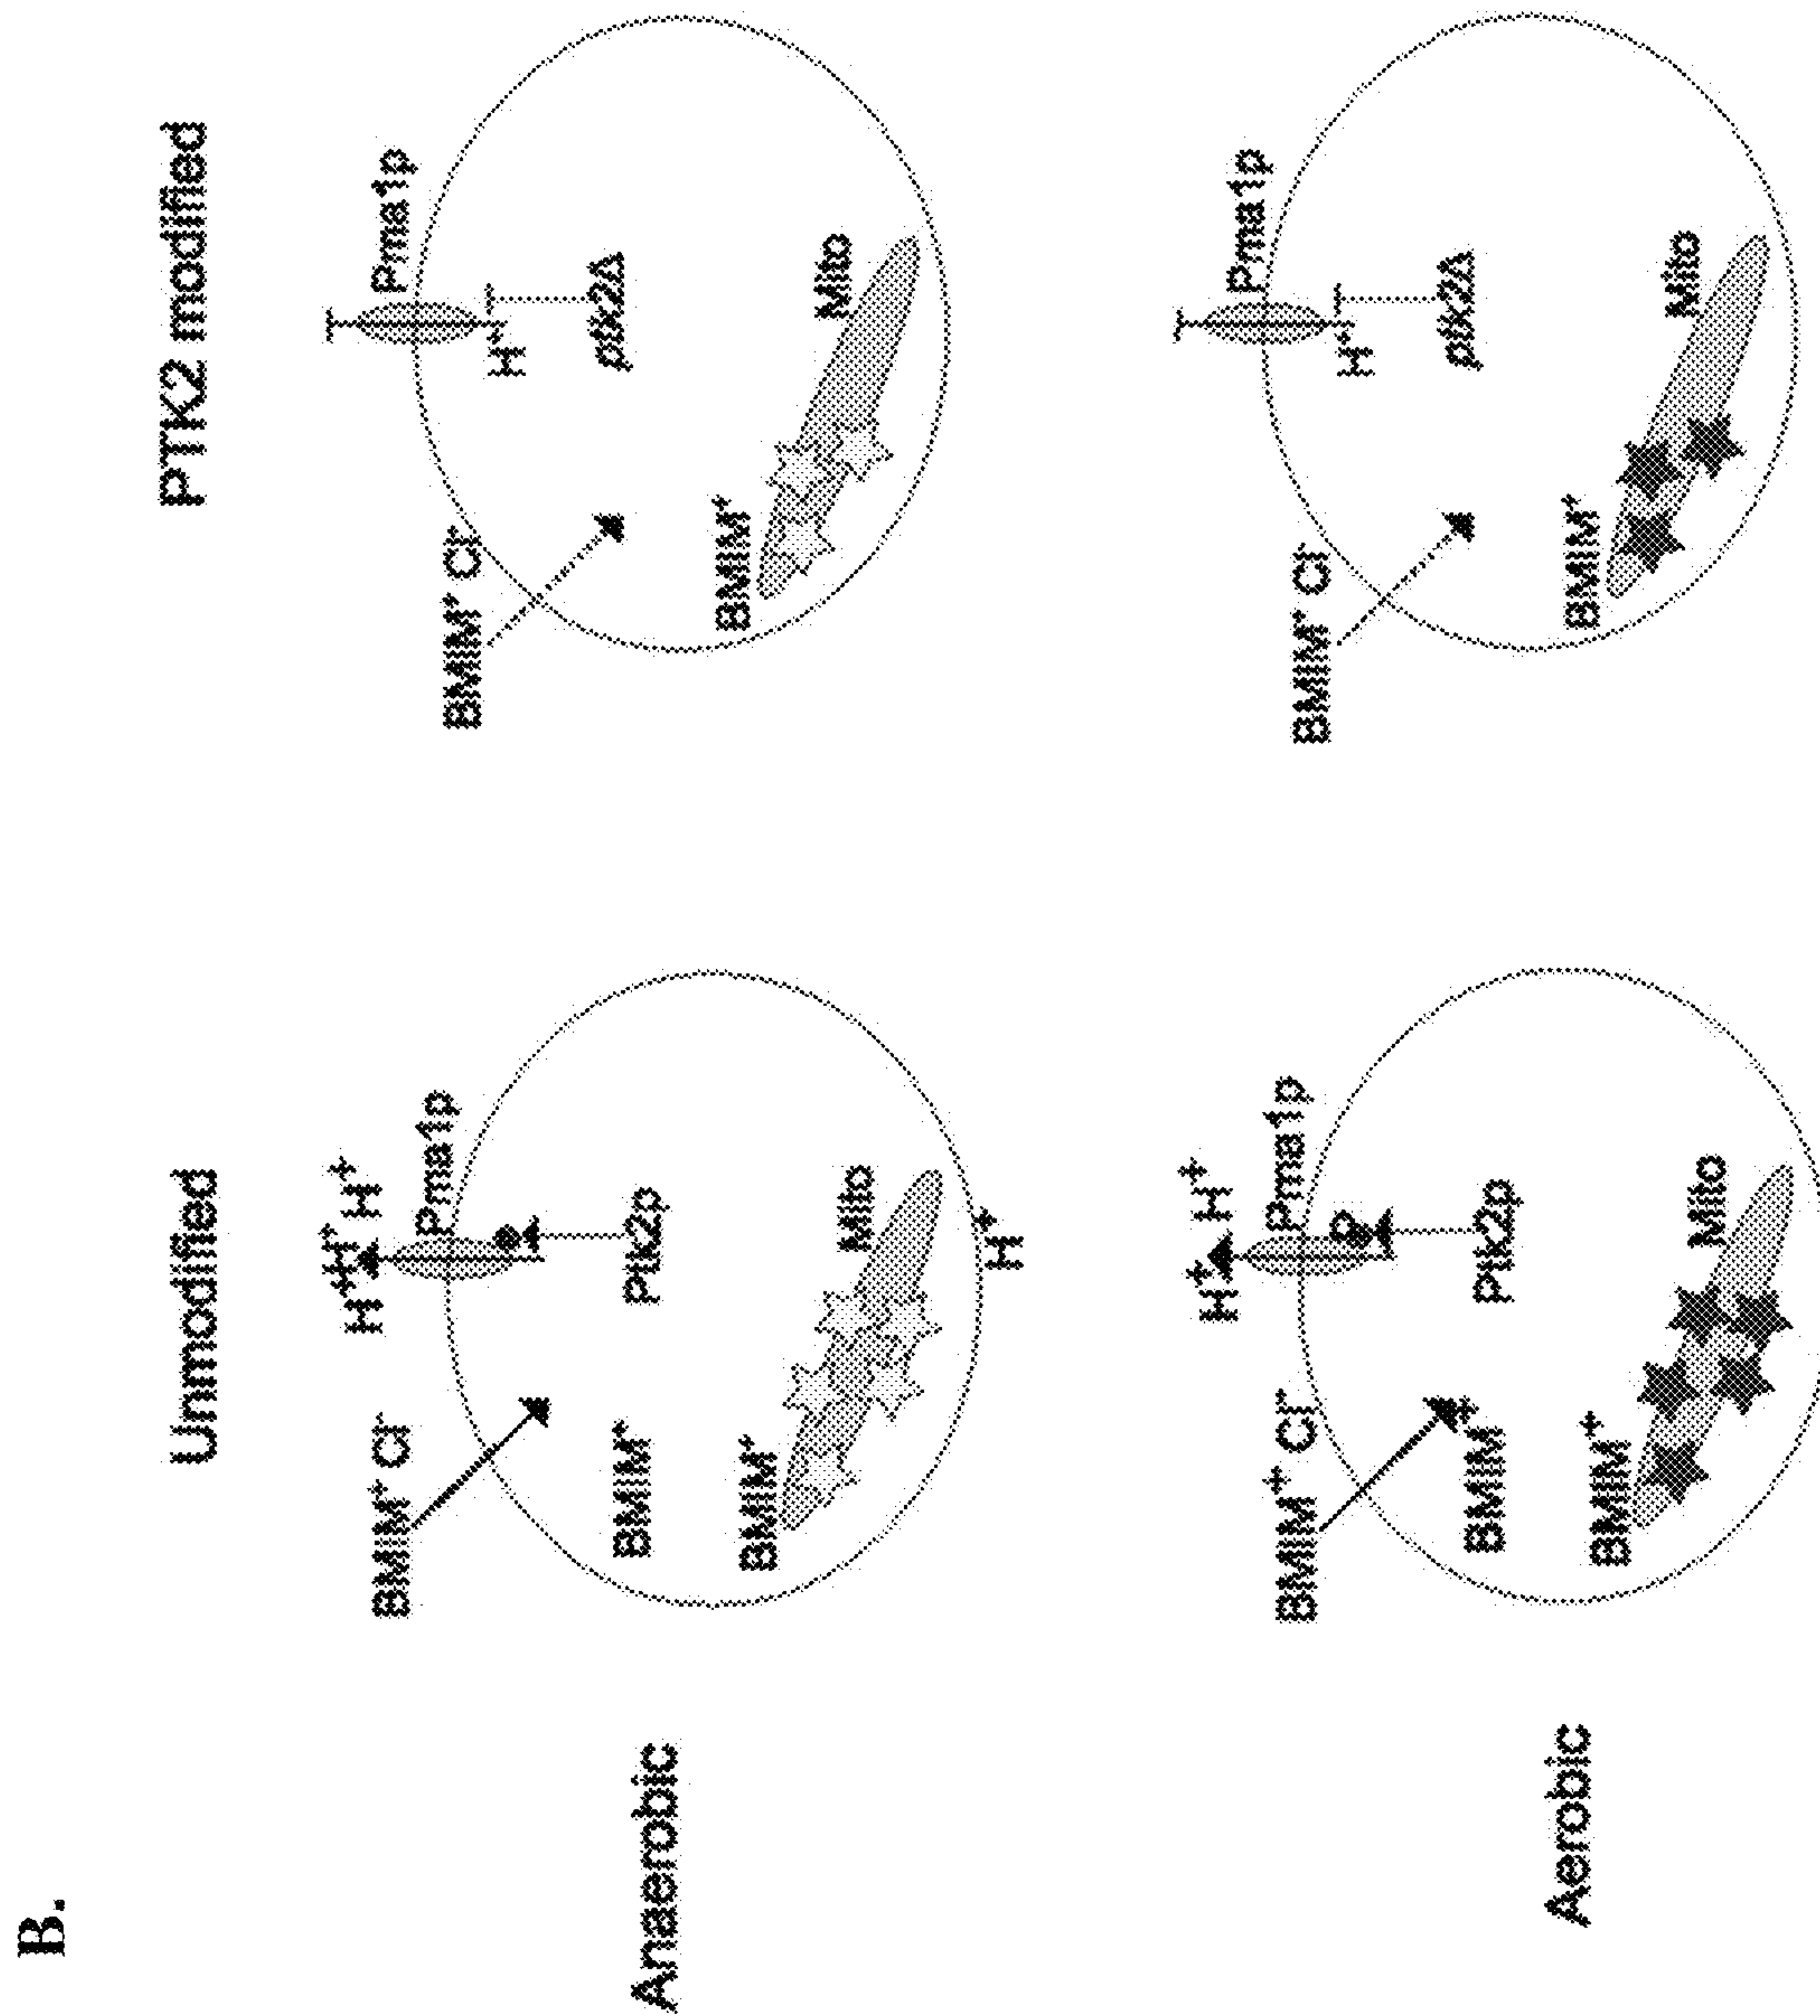 B.
Unmodified
PTK2 modified
Anaerobic
H⁺ H⁺ H⁺
BMIM⁺ Cl⁻
Pma1p
Ptk2p
BMIM⁺
BMIM⁺
Mito
H⁺
BMIM⁺ Cl⁻
Pma1p
H⁺
ptk2Δ
BMIM⁺
Mito
Aerobic
H⁺ H⁺
BMIM⁺ Cl⁻
Pma1p
P
Ptk2p
BMIM⁺
BMIM⁺
Mito
BMIM⁺ Cl⁻
Pma1p
H⁺
ptk2Δ
BMIM⁺
Mito